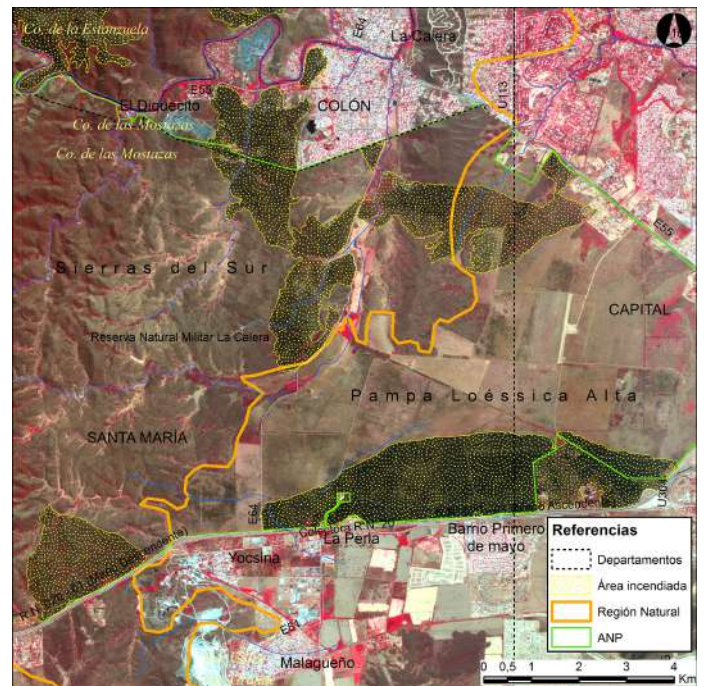 Co. de la Estanzuela
E64
La Calera
E55
El Diquecito
COLÓN
U113
Co. de las Mostazas
Co. de las Mostazas
E55
Sierras del Sur
CAPITAL
Reserva Natural Militar La Calera
Pampa Loéssica Alta
SANTA MARÍA
E64
La Perla
Barrio Primero
de mayo
Yocsina
E81
Malagueño
Referencias
Departamentos
Área incendiada
Región Natural
ANP
0 0,5 1 2 3 4
Km